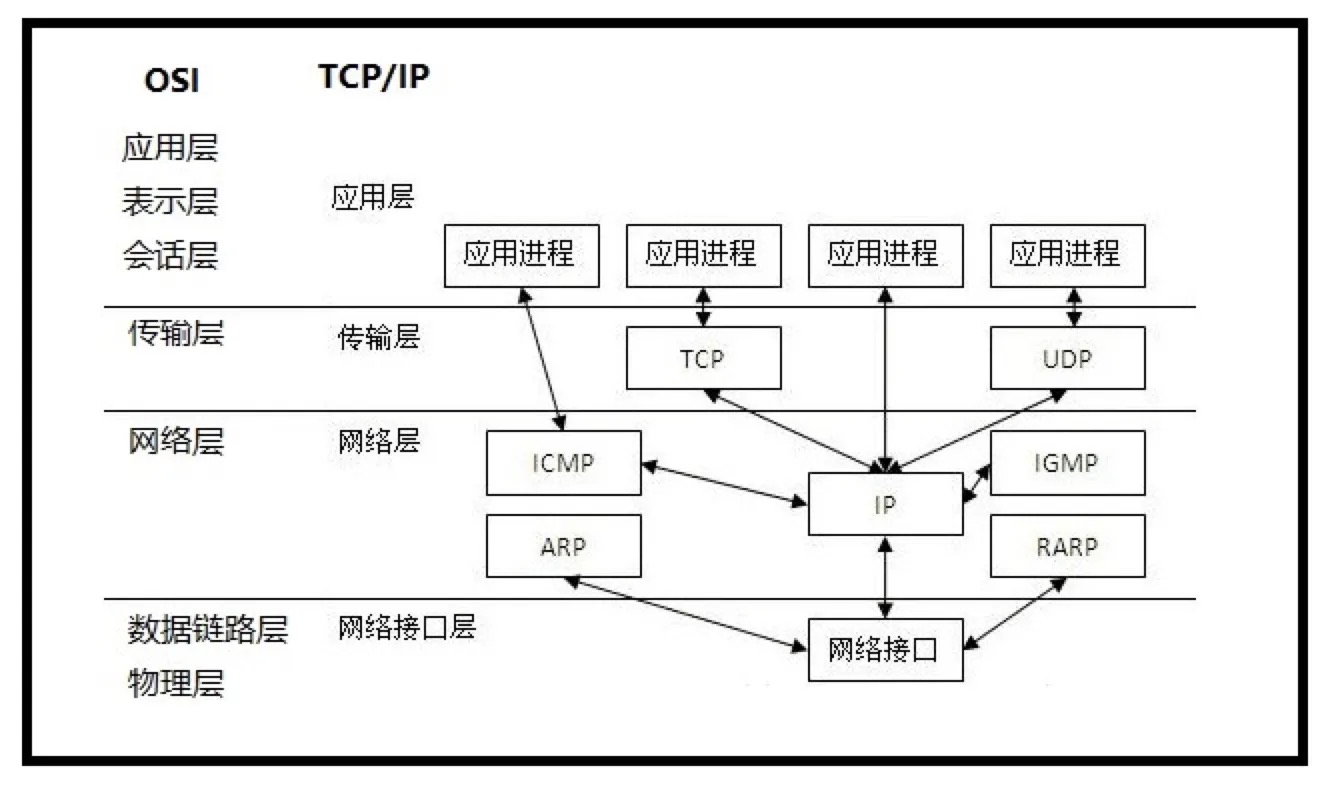 OSI TCP/IP
应用层
表示层 应用层
会话层 应用进程 应用进程 应用进程 应用进程
传输层 传输层 TCP UDP
网络层 网络层 ICMP IGMP
IP
ARP RARP
数据链路层 网络接口层 网络接口
物理层